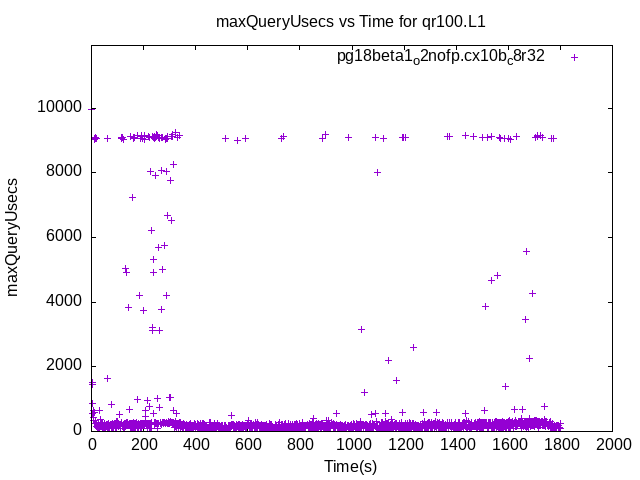 maxQueryUsecs vs Time for qr100.L1
pg18beta1_o2nofp.cx10b_c8r32
10000
8000
6000
4000
2000
0
maxQueryUsecs
0 200 400 600 800 1000 1200 1400 1600 1800 2000
Time(s)